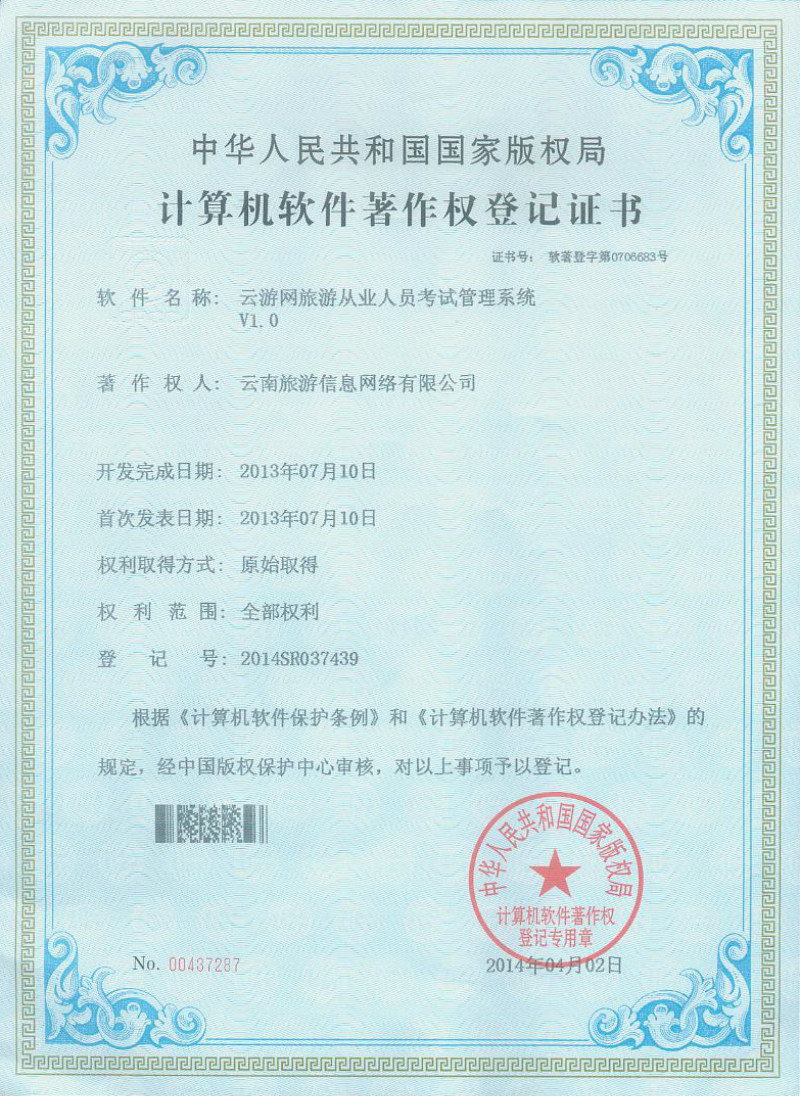 中华人民共和国国家版权局
计算机软件著作权登记证书
证书号： 软著登字第0706683号
软件名称： 云游网旅游从业人员考试管理系统
V1.0
著作权人： 云南旅游信息网络有限公司
开发完成日期： 2013年07月10日
首次发表日期： 2013年07月10日
权利取得方式： 原始取得
权利范围： 全部权利
登记号： 2014SR037439
根据《计算机软件保护条例》和《计算机软件著作权登记办法》的
规定，经中国版权保护中心审核，对以上事项予以登记。
中华人民共和国国家版权局
计算机软件著作权
登记专用章
No. 00437287
2014年04月02日